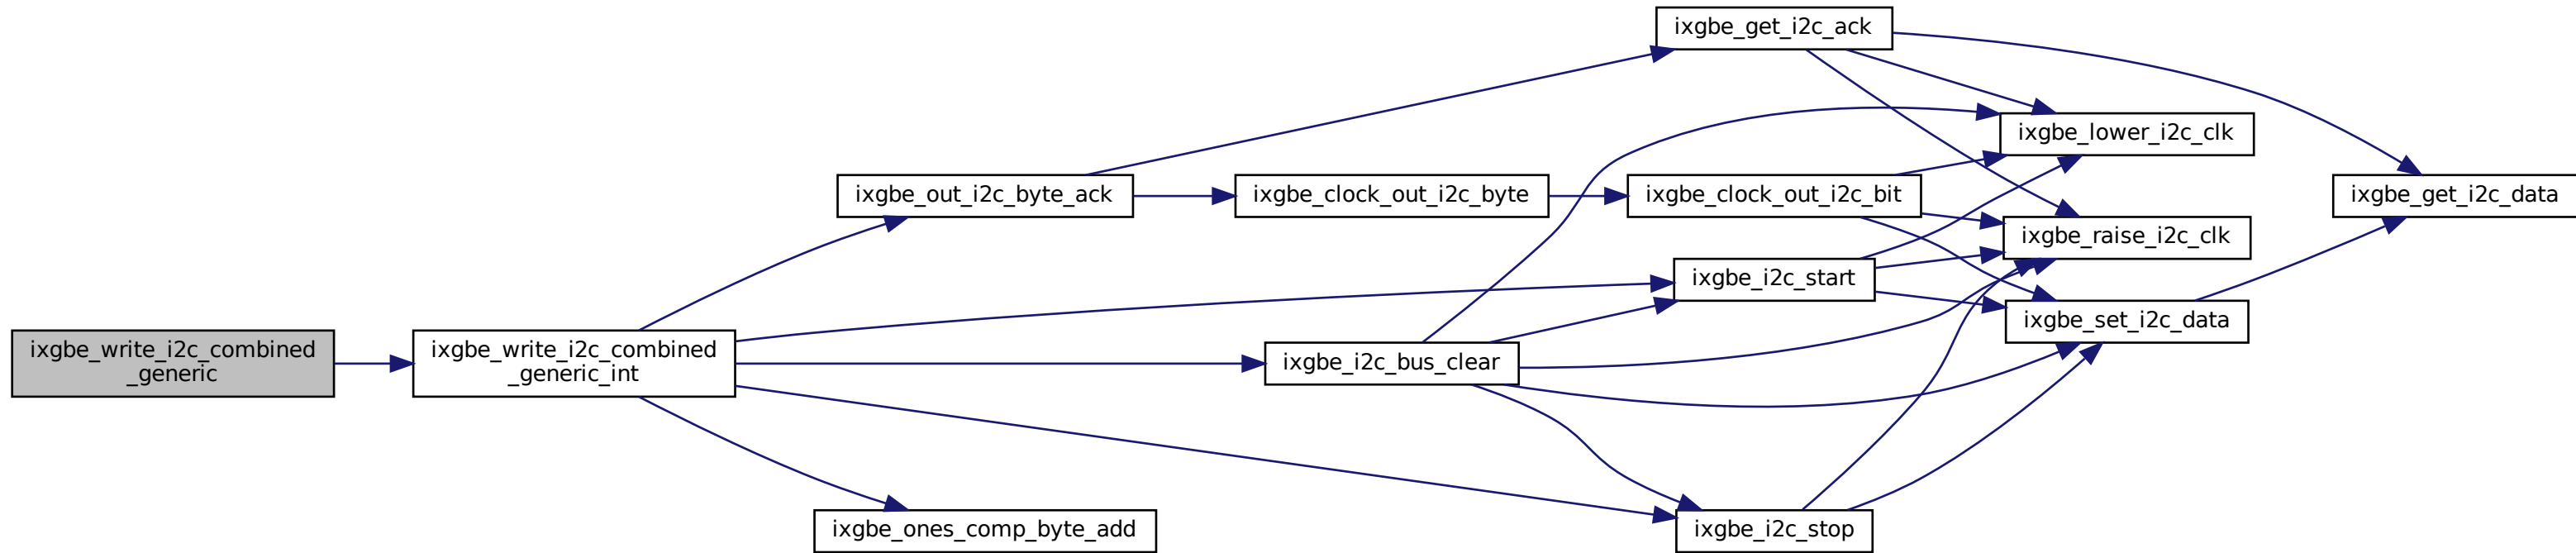 ixgbe_write_i2c_combined
_generic
ixgbe_write_i2c_combined
_generic_int
ixgbe_out_i2c_byte_ack
ixgbe_ones_comp_byte_add
ixgbe_clock_out_i2c_byte
ixgbe_i2c_bus_clear
ixgbe_get_i2c_ack
ixgbe_clock_out_i2c_bit
ixgbe_i2c_start
ixgbe_i2c_stop
ixgbe_lower_i2c_clk
ixgbe_raise_i2c_clk
ixgbe_set_i2c_data
ixgbe_get_i2c_data